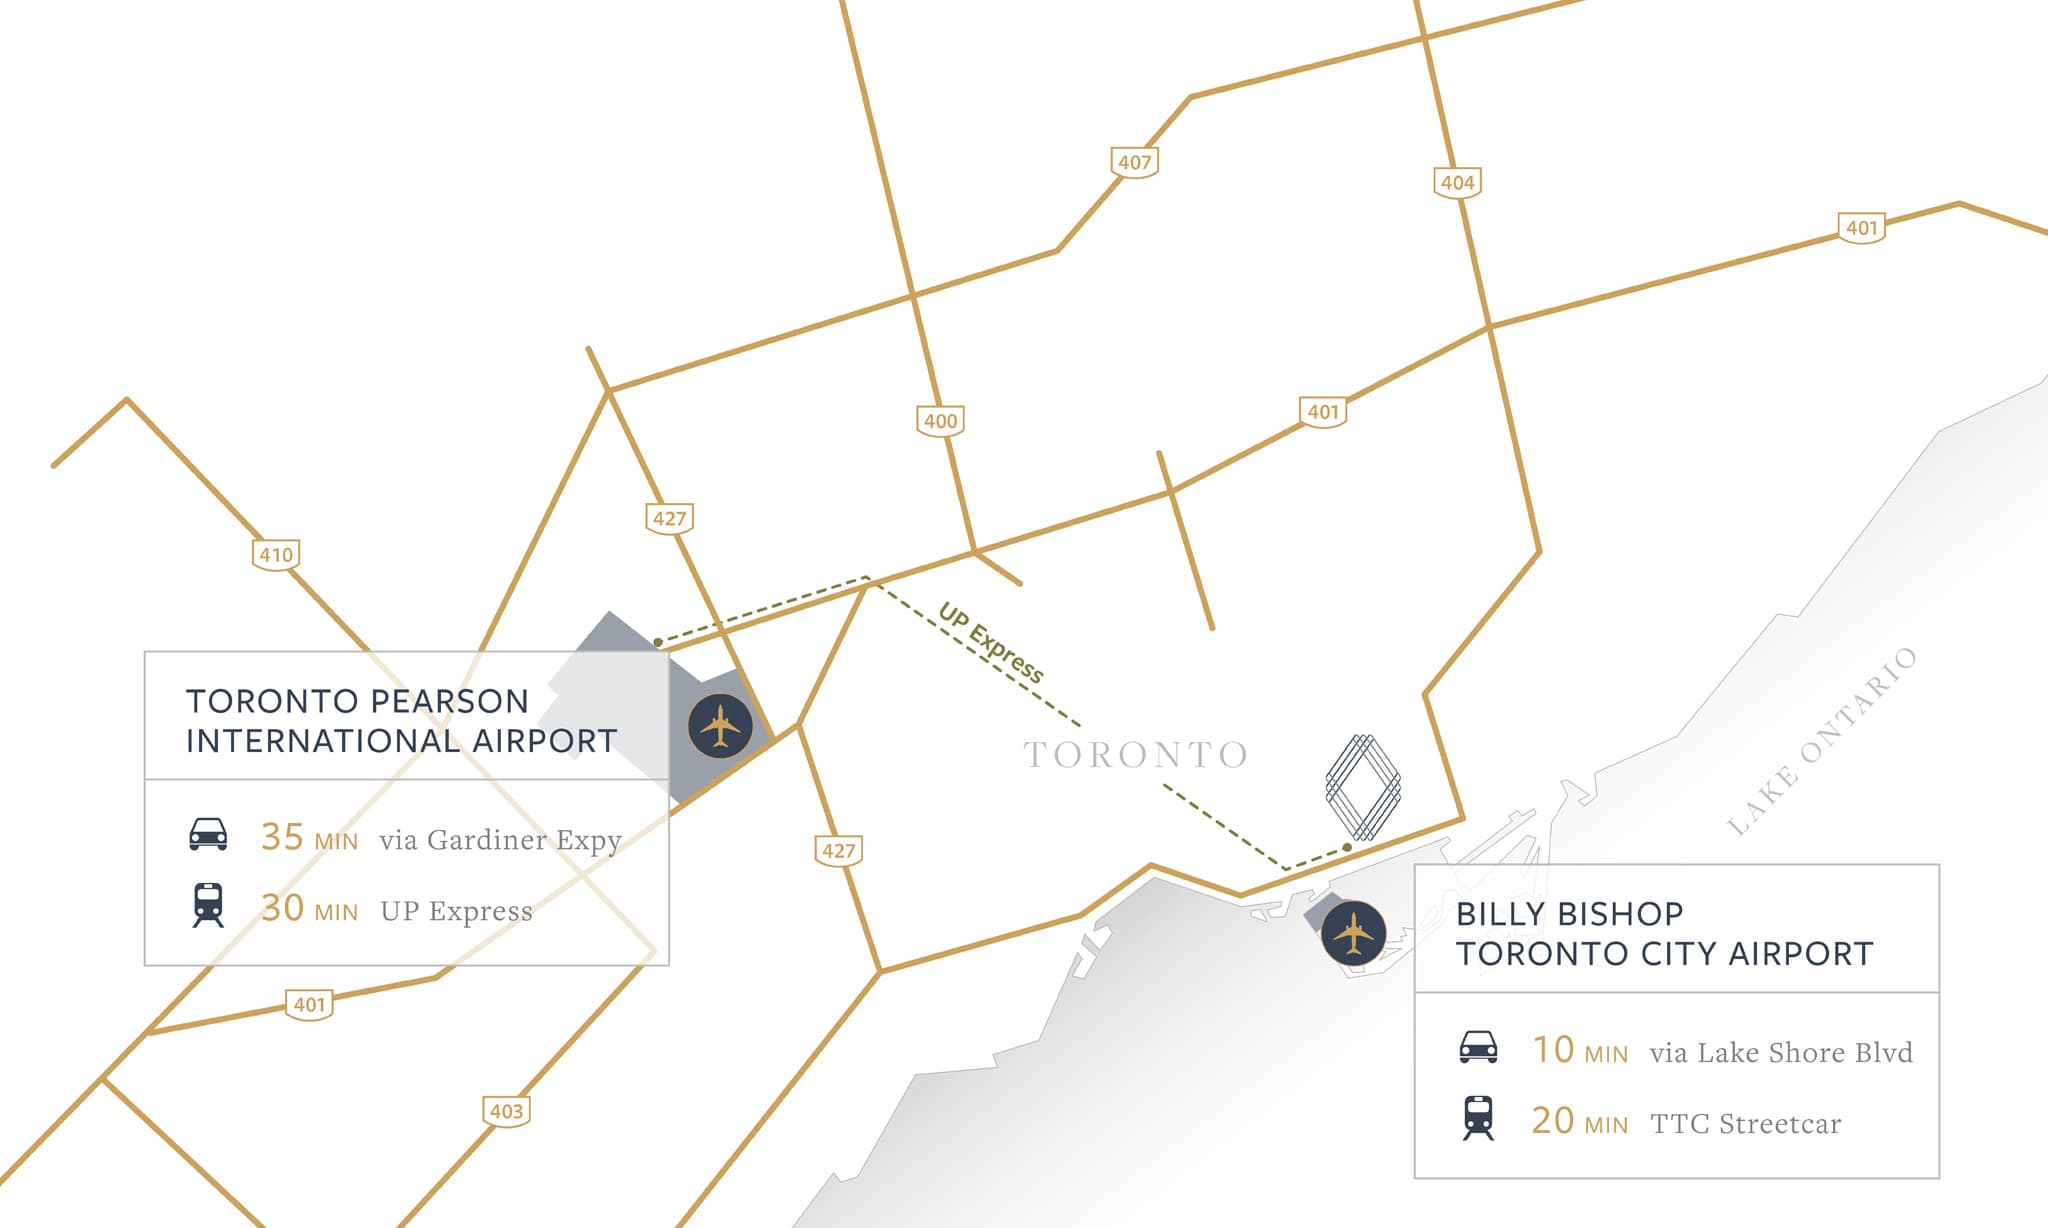 407
404
401
401
400
427
410
UP Express
TORONTO PEARSON
INTERNATIONAL AIRPORT
35 MIN via Gardiner Expy
30 MIN UP Express
TORONTO
LAKE ONTARIO
427
BILLY BISHOP
TORONTO CITY AIRPORT
10 MIN via Lake Shore Blvd
20 MIN TTC Streetcar
401
403